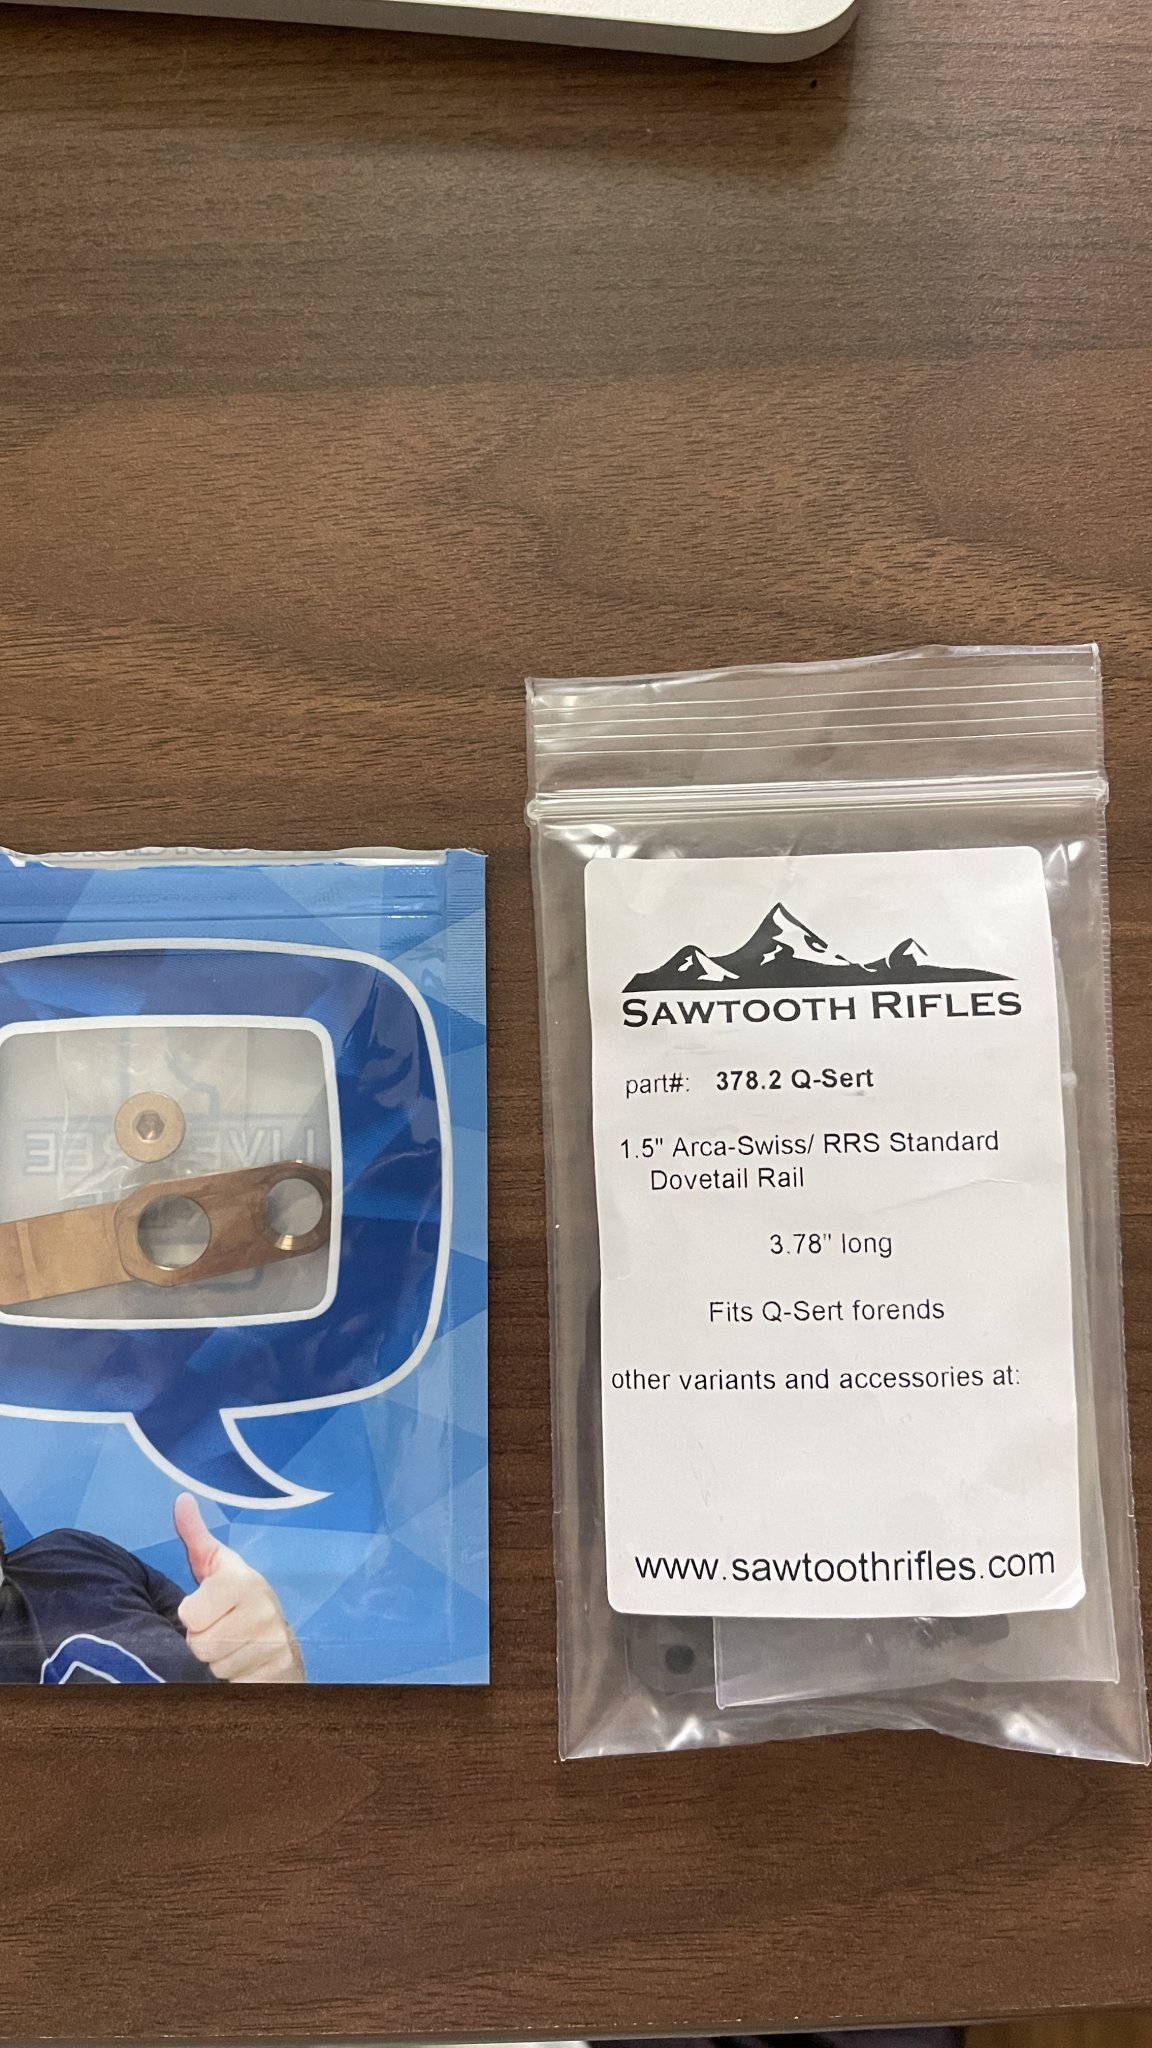 SAWTOOTH RIFLES
part#: 378.2 Q-Sert
1.5" Arca-Swiss/ RRS Standard
Dovetail Rail
3.78" long
Fits Q-Sert forends
other variants and accessories at:
www.sawtoothrifles.com